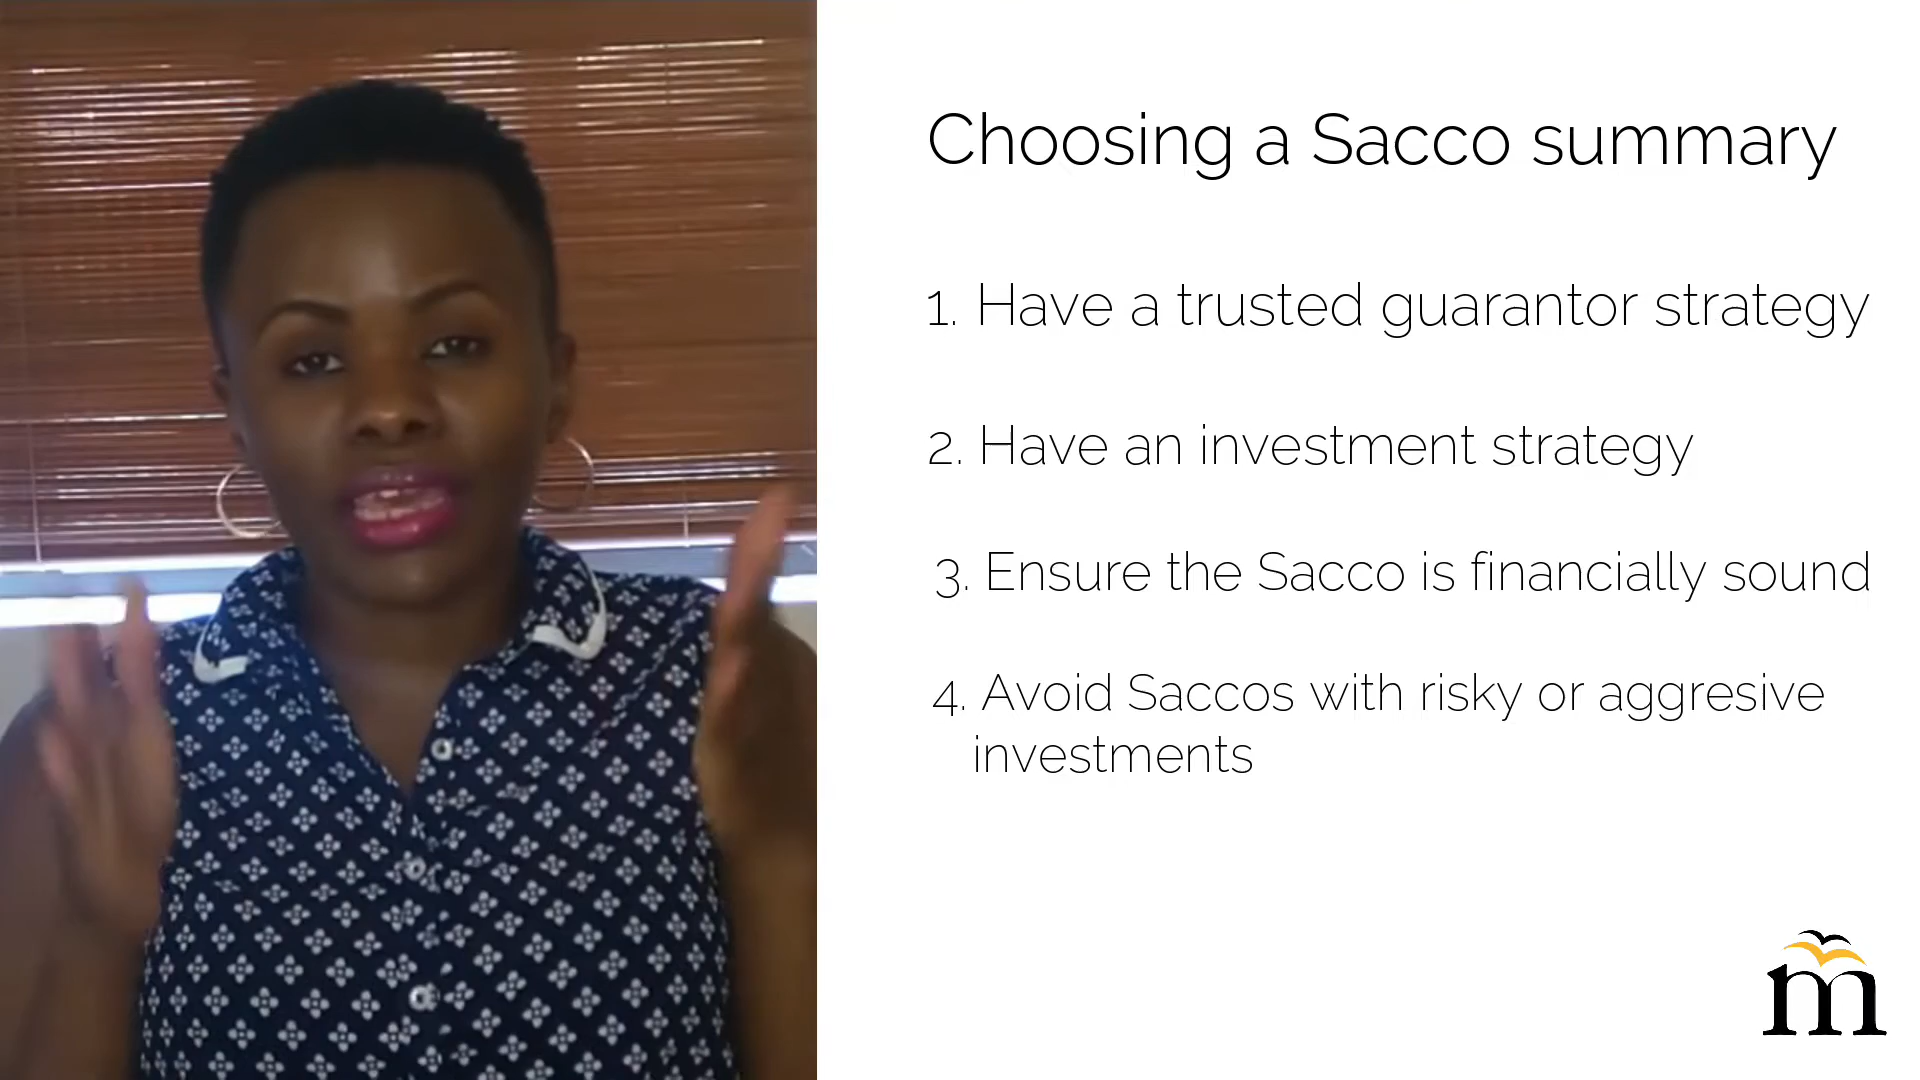 Choosing a Sacco summary
1. Have a trusted guarantor strategy
2. Have an investment strategy
3. Ensure the Sacco is financially sound
4. Avoid Saccos with risky or aggresive
investments
m